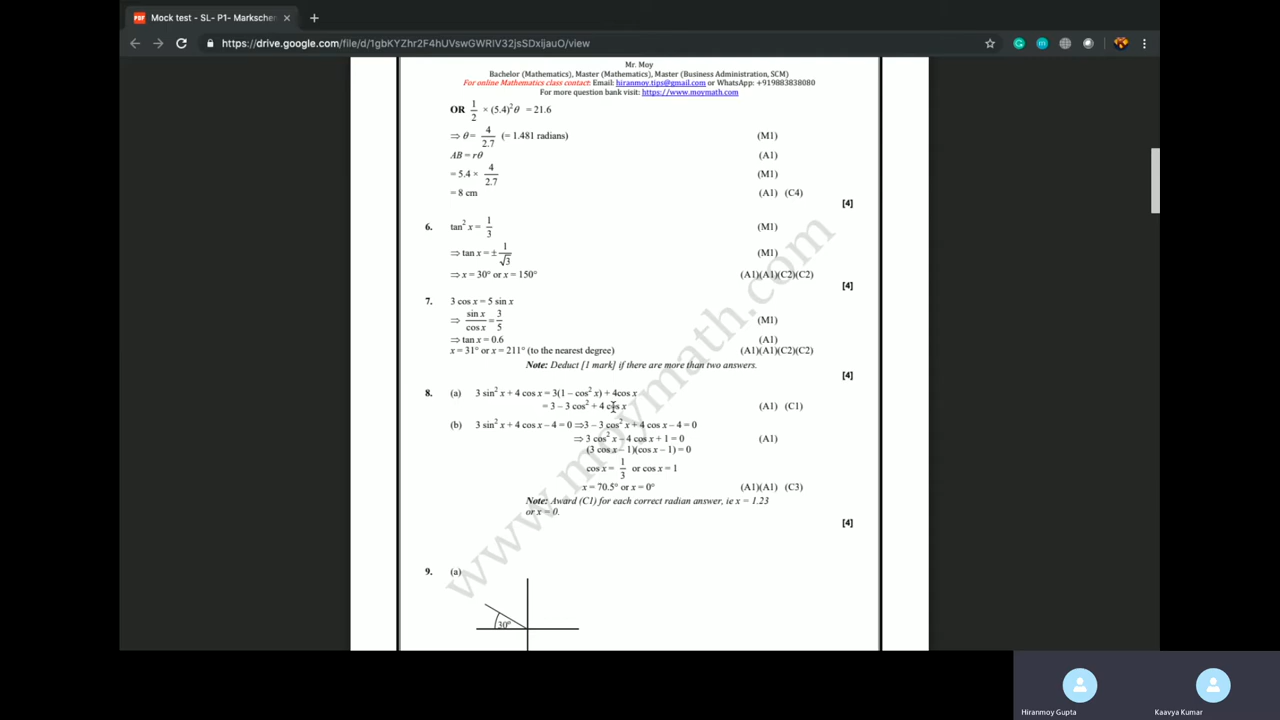 Mock test - SL- P1- Markschem
https://drive.google.com/file/d/1gbKYZhr2F4hUVswGWRIV32jsSDxIjauO/view
Mr. Moy
Bachelor (Mathematics), Master (Mathematics), Master (Business Administration, SCM)
For online Mathematics class contact: Email: hiranmoy.tips@gmail.com or WhatsApp: +919883838080
For more question bank visit: https://www.moymath.com
OR 1/2 × (5.4)²θ = 21.6
⇒ θ = 4/2.7 (= 1.481 radians) (M1)
AB = rθ (A1)
= 5.4 × 4/2.7 (M1)
= 8 cm (A1) (C4)
[4]
6. tan² x = 1/3 (M1)
⇒ tan x = ± 1/√3 (M1)
⇒ x = 30° or x = 150° (A1)(A1)(C2)(C2)
[4]
7. 3 cos x = 5 sin x
⇒ sin x/cos x = 3/5 (M1)
⇒ tan x = 0.6 (A1)
x = 31° or x = 211° (to the nearest degree) (A1)(A1)(C2)(C2)
Note: Deduct [1 mark] if there are more than two answers.
[4]
8. (a) 3 sin² x + 4 cos x = 3(1 – cos² x) + 4cos x
= 3 – 3 cos² + 4 cos x (A1) (C1)
(b) 3 sin² x + 4 cos x – 4 = 0 ⇒ 3 – 3 cos² x + 4 cos x – 4 = 0
⇒ 3 cos² x – 4 cos x + 1 = 0 (A1)
(3 cos x – 1)(cos x – 1) = 0
cos x = 1/3 or cos x = 1
x = 70.5° or x = 0° (A1)(A1) (C3)
Note: Award (C1) for each correct radian answer, ie x = 1.23
or x = 0.
[4]
9. (a)
30°
www.moymath.com
Hiranmoy Gupta
Kaavya Kumar